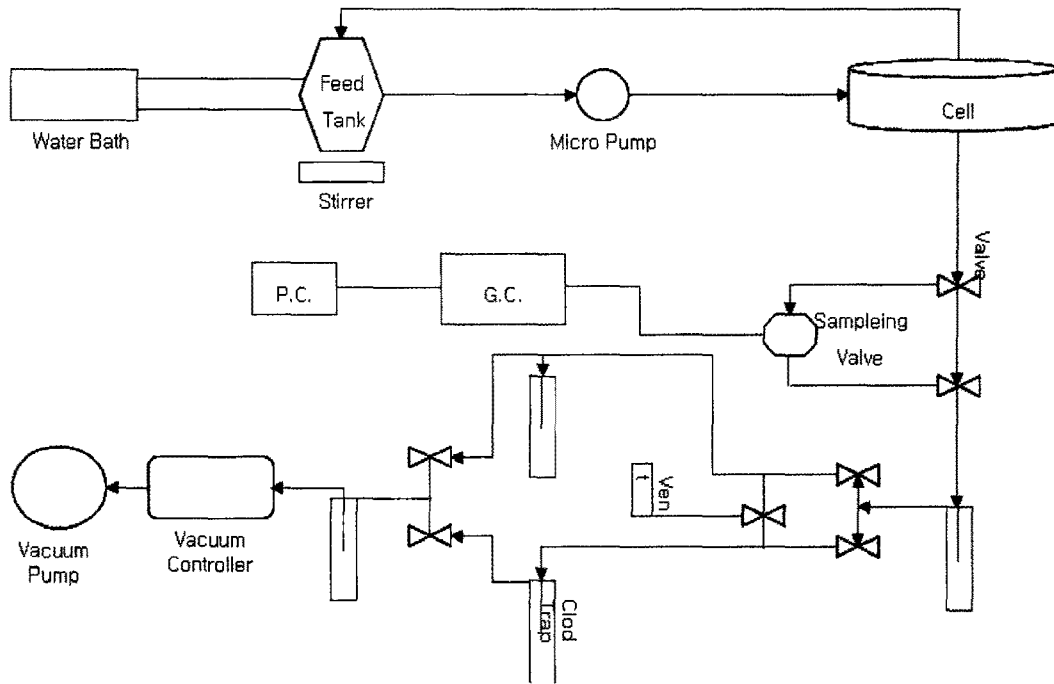 Feed
Tank
Water Bath
Stirrer
Micro Pump
Cell
Valve
P.C.
G.C.
Sampleing
Valve
Ven
t
Vacuum
Pump
Vacuum
Controller
Clod
Trap